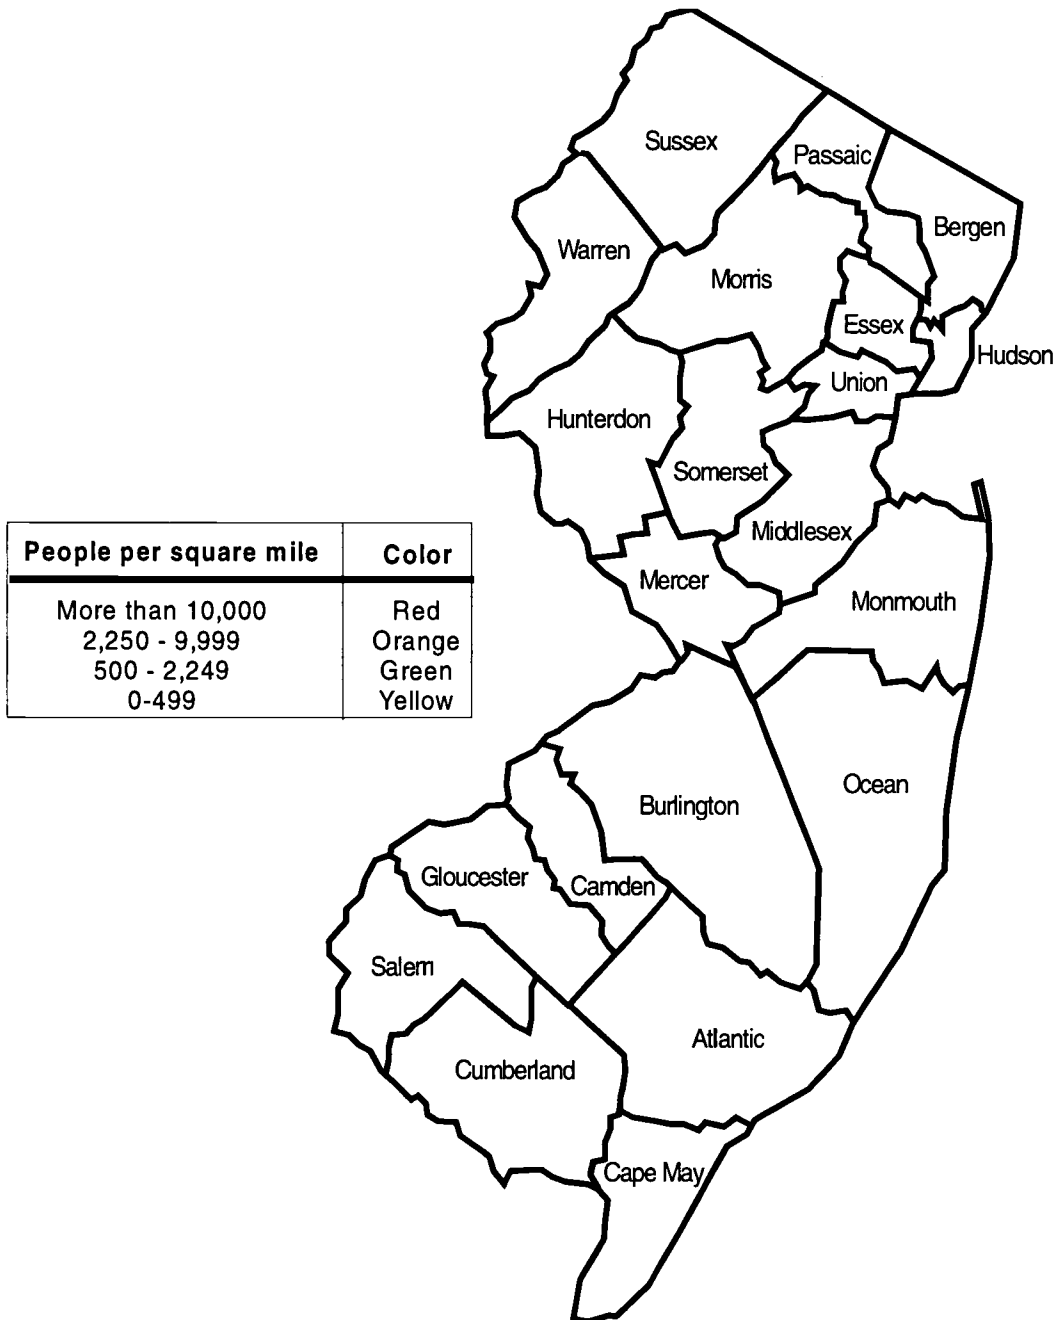 Sussex
Passaic
Bergen
Warren
Morris
Essex
Hudson
Union
Hunterdon
Somerset
Middlesex
Mercer
Monmouth
People per square mile Color
More than 10,000 Red
2,250 - 9,999 Orange
500 - 2,249 Green
0-499 Yellow
Ocean
Burlington
Gloucester
Camden
Salem
Atlantic
Cumberland
Cape May